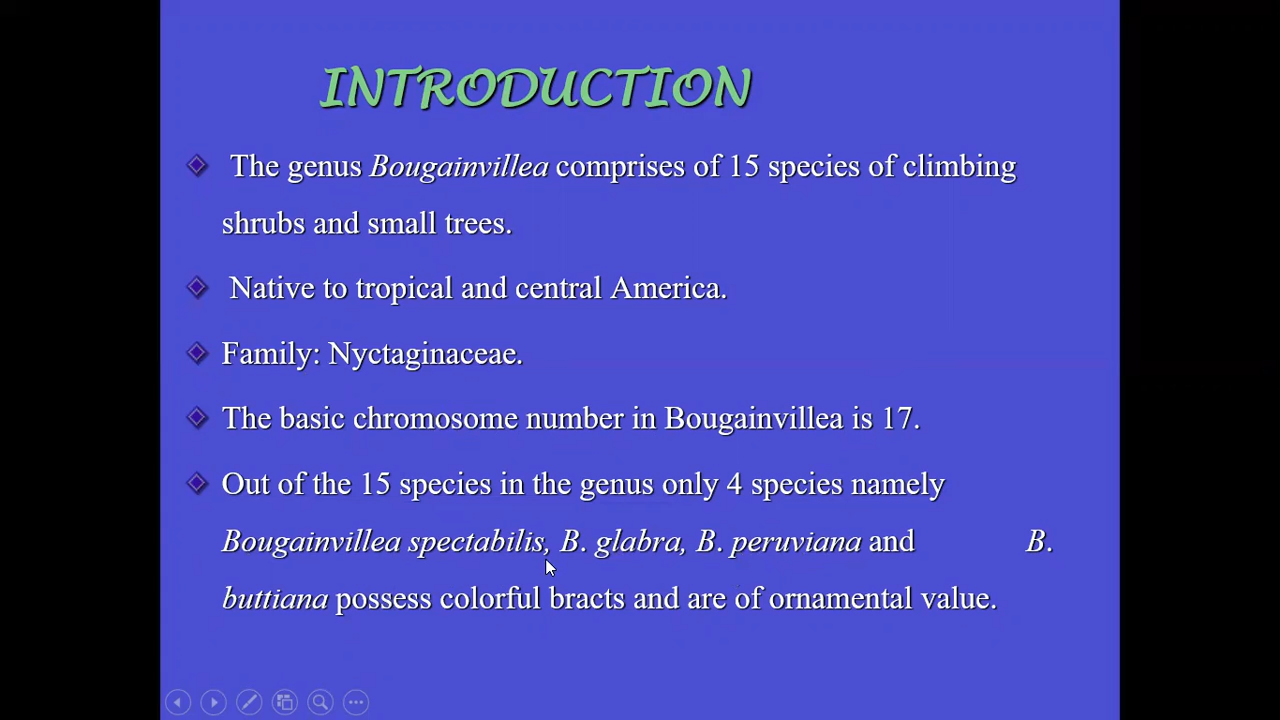 INTRODUCTION
The genus Bougainvillea comprises of 15 species of climbing
shrubs and small trees.
Native to tropical and central America.
Family: Nyctaginaceae.
The basic chromosome number in Bougainvillea is 17.
Out of the 15 species in the genus only 4 species namely
Bougainvillea spectabilis, B. glabra, B. peruviana and B.
buttiana possess colorful bracts and are of ornamental value.